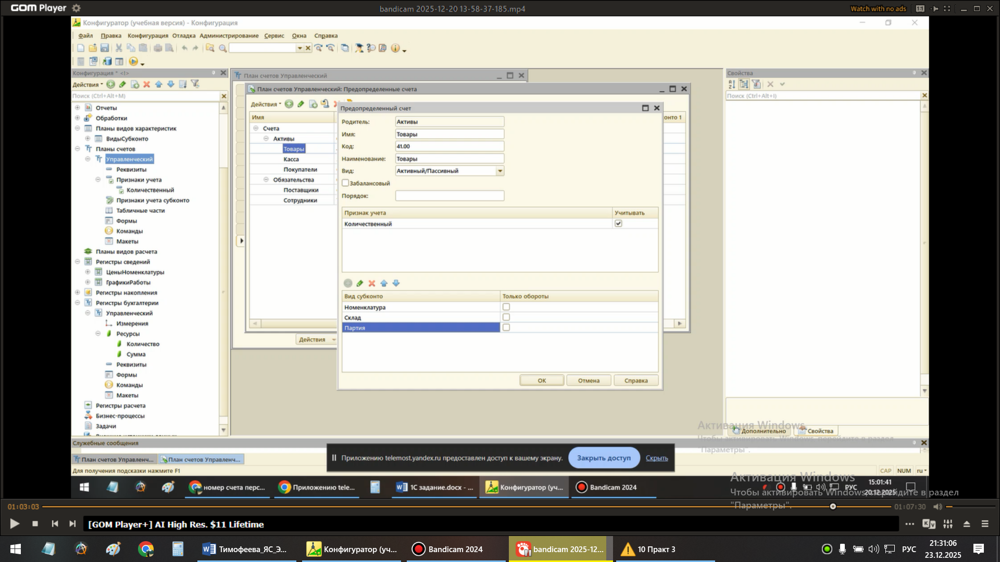 GOM Player
bandicam 2025-12-20 13-58-37-185.mp4
Watch with no ads
Конфигуратор (учебная версия) - Конфигурация
Файл Правка Конфигурация Отладка Администрирование Сервис Окна Справка
Конфигурация * <!>
Действия
Поиск (Ctrl+Alt+M)
Отчеты
Обработки
Планы видов характеристик
ВидыСубконто
Планы счетов
Управленческий
Реквизиты
Признаки учета
Количественный
Признаки учета субконто
Табличные части
Формы
Команды
Макеты
Планы видов расчета
Регистры сведений
ЦеныНоменклатуры
ГрафикиРаботы
Регистры накопления
Регистры бухгалтерии
Управленческий
Измерения
Ресурсы
Количество
Сумма
Реквизиты
Формы
Команды
Макеты
Регистры расчета
Бизнес-процессы
Задачи
План счетов Управленческий
План счетов Управленческий: Предопределенные счета
Действия
Имя
онто 1
Счета
Активы
Товары
Касса
Покупатели
Обязательства
Поставщики
Сотрудники
Действия
Предопределенный счет
Родитель: Активы
Имя: Товары
Код: 41.00
Наименование: Товары
Вид: Активный/Пассивный
Забалансовый
Порядок:
Признак учета Учитывать
Количественный
Вид субконто Только обороты
Номенклатура
Склад
Партия
OK Отмена Справка
Свойства
Поиск (Ctrl+Alt+I)
Дополнительно Свойства
Активация Windows
Чтобы активировать Windows, перейдите в раздел
"Параметры".
Служебные сообщения
План счетов Управленч... План счетов Управленч...
Для получения подсказки нажмите F1
CAP NUM ru
Приложению telemost.yandex.ru предоставлен доступ к вашему экрану. Закрыть доступ Скрыть
номер счета перс... Приложению tele... 1С задание.docx - ... Конфигуратор (уч... Bandicam 2024
РУС 15:01:41
20.12.2025
Активация Windows
Чтобы активировать Windows, перейдите в раздел
"Параметры".
01:03:03 01:07:30
[GOM Player+] AI High Res. $11 Lifetime
Тимофеева_ЯС_Э... Конфигуратор (уч... Bandicam 2024 bandicam 2025-12... 10 Практ 3
РУС 21:31:06
23.12.2025